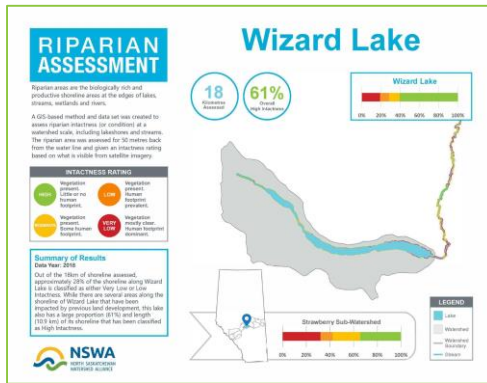 RIPARIAN
ASSESSMENT
Riparian areas are the biologically rich and
productive shoreline areas at the edges of lakes,
streams, wetlands and rivers.
A GIS-based method and data set was created to
assess riparian intactness (or condition) at a
watershed scale, including lakeshores and streams.
The riparian area was assessed for 50 metres back
from the water line and given an intactness rating
based on what is visible from satellite imagery.
INTACTNESS RATING
HIGH
Vegetation
present.
Little or no
human
footprint.
LOW
Vegetation
present.
Human
footprint
prevalent.
MODERATE
Vegetation
present.
Some human
footprint.
VERY
LOW
Vegetation
mostly clear.
Human footprint
dominant.
Summary of Results
Data Year: 2018
Out of the 18km of shoreline assessed,
approximately 28% of the shoreline along Wizard
Lake is classified as either Very Low or Low
Intactness. While there are several areas along the
shoreline of Wizard Lake that have been
impacted by previous land development, this lake
also has a large proportion (61%) and length
(10.9 km) of its shoreline that has been classified
as High Intactness.
NSWA
NORTH SASKATCHEWAN
WATERSHED ALLIANCE
Wizard Lake
18
Kilometres
Assessed
61%
Overall
High Intactness
Wizard Lake
0% 20% 40% 60% 80% 100%
Strawberry Sub-Watershed
0% 20% 40% 60% 80% 100%
LEGEND
Lake
Watershed
Watershed
Boundary
Stream